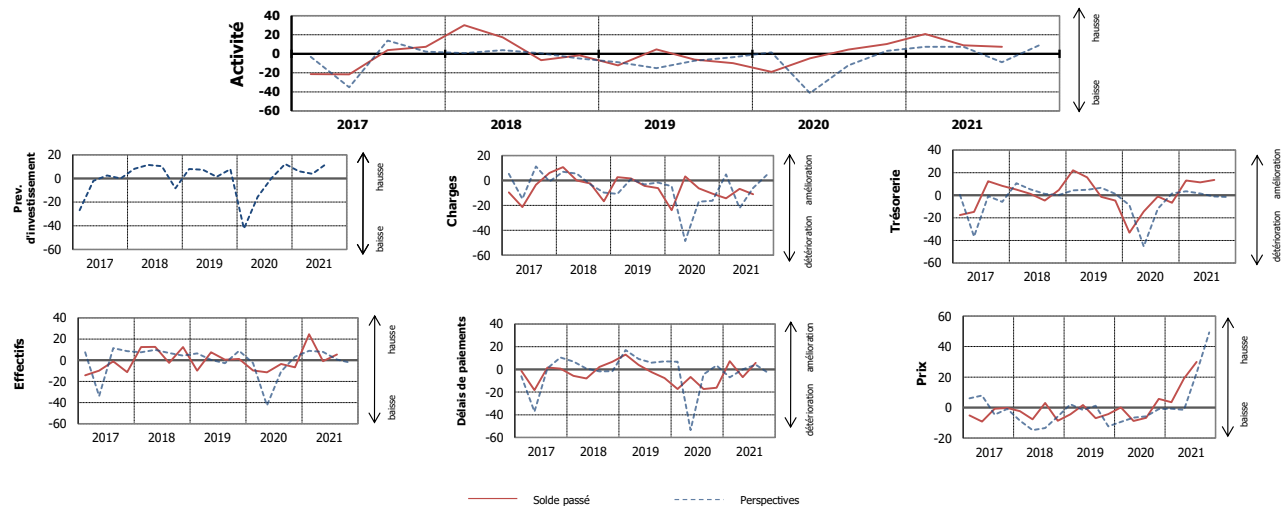 Activité
40
20
0
-20
-40
-60
2017 2018 2019 2020 2021
hausse
baisse
Prev.
d'investissement
20
0
-20
-40
-60
2017 2018 2019 2020 2021
hausse
baisse
Charges
20
0
-20
-40
-60
2017 2018 2019 2020 2021
amélioration
détérioration
Trésorerie
40
20
0
-20
-40
-60
2017 2018 2019 2020 2021
amélioration
détérioration
Effectifs
40
20
0
-20
-40
-60
2017 2018 2019 2020 2021
hausse
baisse
Délais de paiements
40
20
0
-20
-40
-60
2017 2018 2019 2020 2021
amélioration
détérioration
Prix
60
40
20
0
-20
2017 2018 2019 2020 2021
hausse
baisse
Solde passé Perspectives